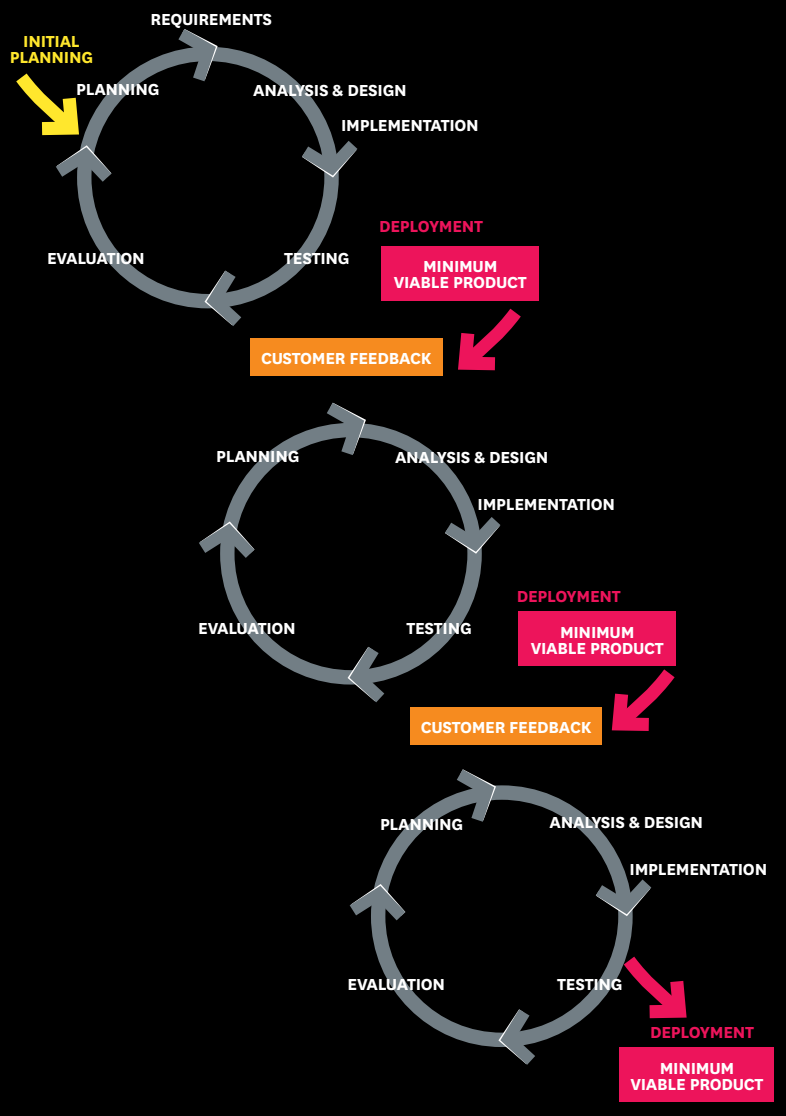 REQUIREMENTS
INITIAL
PLANNING
PLANNING
ANALYSIS & DESIGN
IMPLEMENTATION
EVALUATION
TESTING
DEPLOYMENT
MINIMUM
VIABLE PRODUCT
CUSTOMER FEEDBACK
PLANNING
ANALYSIS & DESIGN
IMPLEMENTATION
EVALUATION
TESTING
DEPLOYMENT
MINIMUM
VIABLE PRODUCT
CUSTOMER FEEDBACK
PLANNING
ANALYSIS & DESIGN
IMPLEMENTATION
EVALUATION
TESTING
DEPLOYMENT
MINIMUM
VIABLE PRODUCT